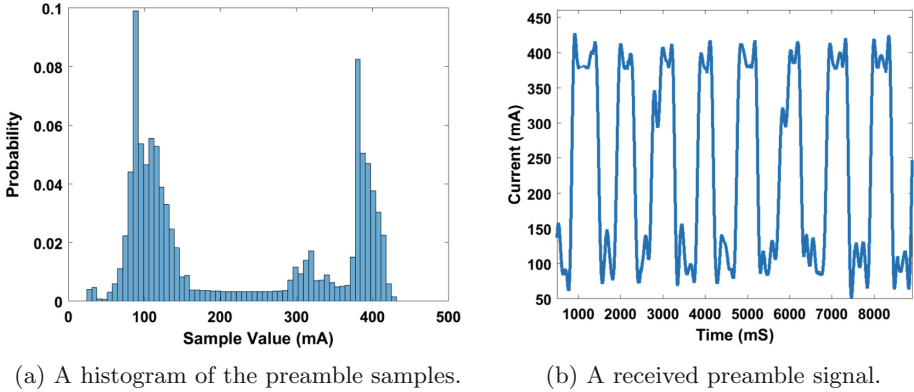 0.1
0.08
0.06
0.04
0.02
0
Probability
0 100 200 300 400 500
Sample Value (mA)
(a) A histogram of the preamble samples.
450
400
350
300
250
200
150
100
50
Current (mA)
1000 2000 3000 4000 5000 6000 7000 8000
Time (mS)
(b) A received preamble signal.